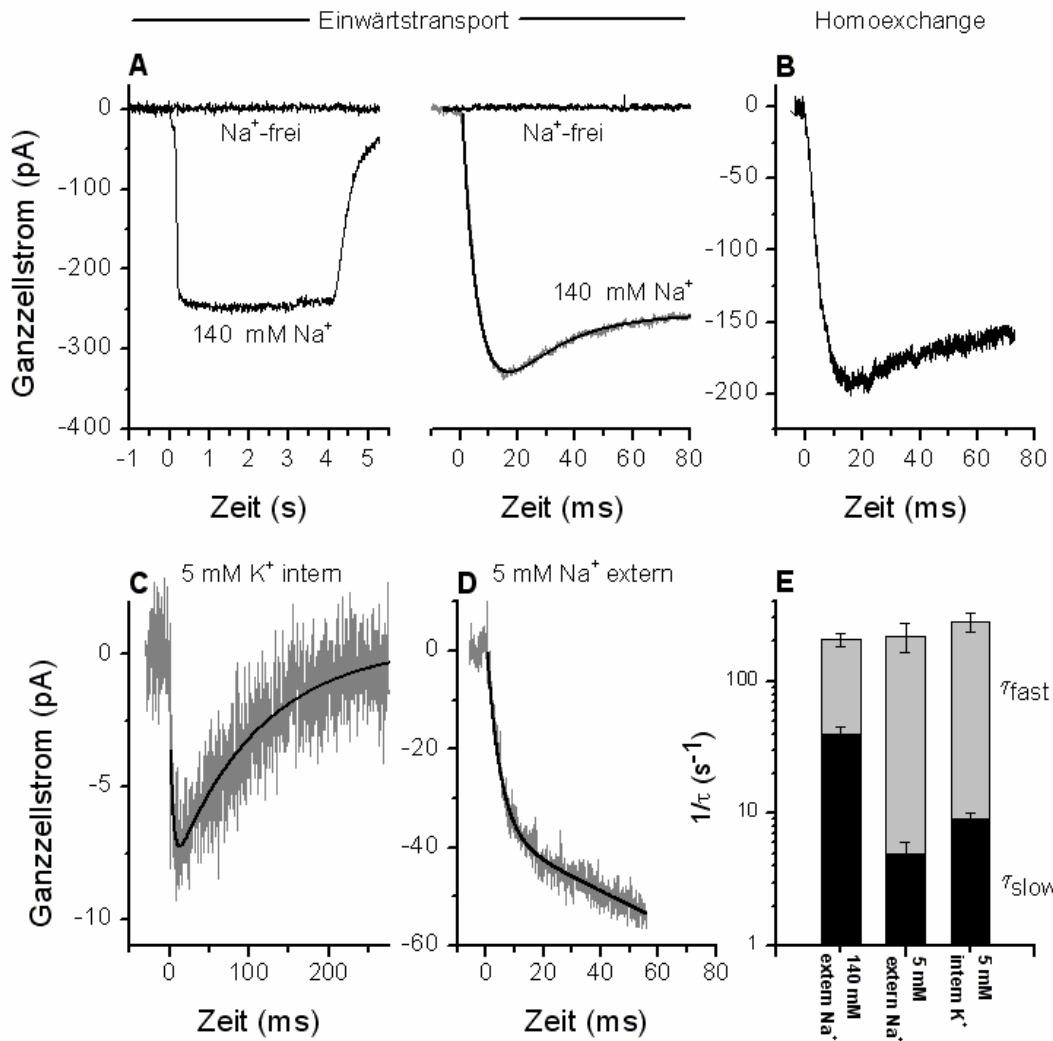 Einwärtstransport
Homoexchange
A
B
0
-100
-200
-300
-400
Ganzzellstrom (pA)
Na⁺-frei
140 mM Na⁺
-1 0 1 2 3 4 5
Zeit (s)
Na⁺-frei
140 mM Na⁺
0 20 40 60 80
Zeit (ms)
0
-50
-100
-150
-200
0 20 40 60 80
Zeit (ms)
C 5 mM K⁺ intern
0
-5
-10
Ganzzellstrom (pA)
0 100 200
Zeit (ms)
D 5 mM Na⁺ extern
0
-20
-40
-60
0 20 40 60 80
Zeit (ms)
E
100
10
1
1/τ (s⁻¹)
τfast
τslow
140 mM
extern Na⁺
5 mM
extern Na⁺
5 mM
intern K⁺